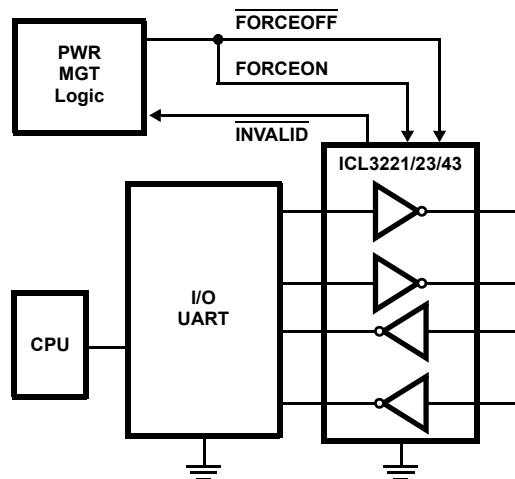 FORCEOFF
PWR
MGT
Logic
FORCEON
INVALID
ICL3221/23/43
I/O
UART
CPU